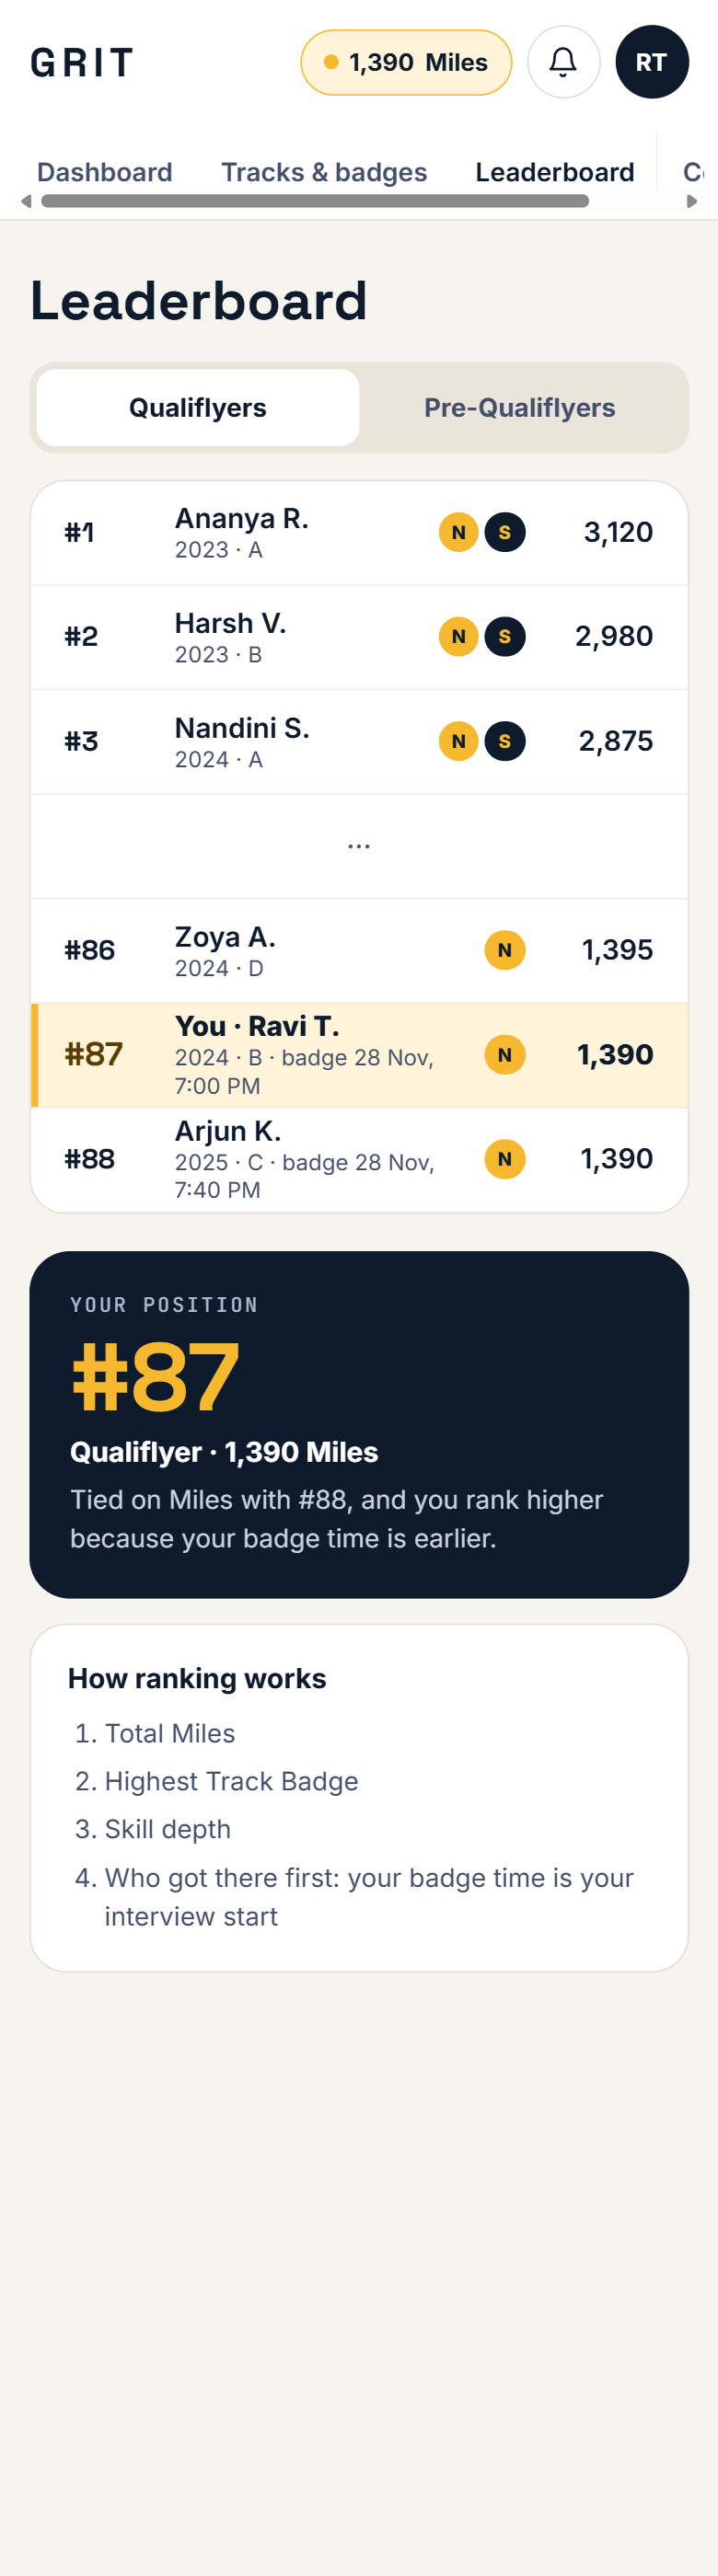 GRIT
1,390 Miles
RT
Dashboard
Tracks & badges
Leaderboard
Leaderboard
Qualiflyers
Pre-Qualiflyers
#1
Ananya R.
2023 · A
N S
3,120
#2
Harsh V.
2023 · B
N S
2,980
#3
Nandini S.
2024 · A
N S
2,875
...
#86
Zoya A.
2024 · D
N
1,395
#87
You · Ravi T.
2024 · B · badge 28 Nov,
7:00 PM
N
1,390
#88
Arjun K.
2025 · C · badge 28 Nov,
7:40 PM
N
1,390
YOUR POSITION
#87
Qualiflyer · 1,390 Miles
Tied on Miles with #88, and you rank higher
because your badge time is earlier.
How ranking works
1. Total Miles
2. Highest Track Badge
3. Skill depth
4. Who got there first: your badge time is your
interview start